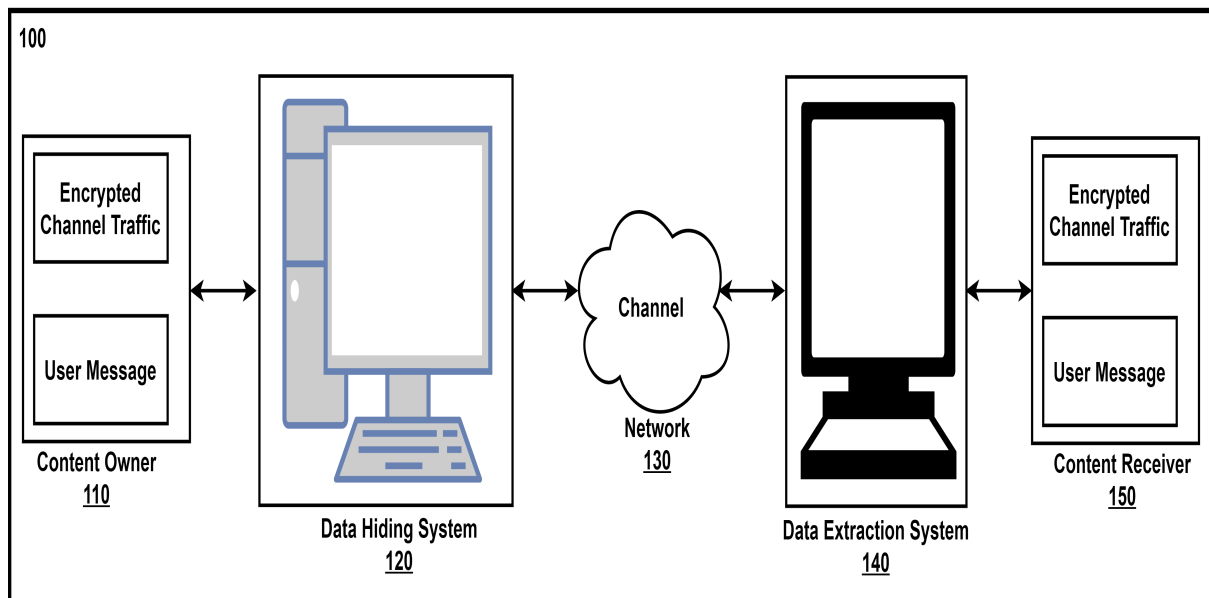 100
Encrypted
Channel Traffic
User Message
Content Owner
110
Data Hiding System
120
Channel
Network
130
Data Extraction System
140
Encrypted
Channel Traffic
User Message
Content Receiver
150